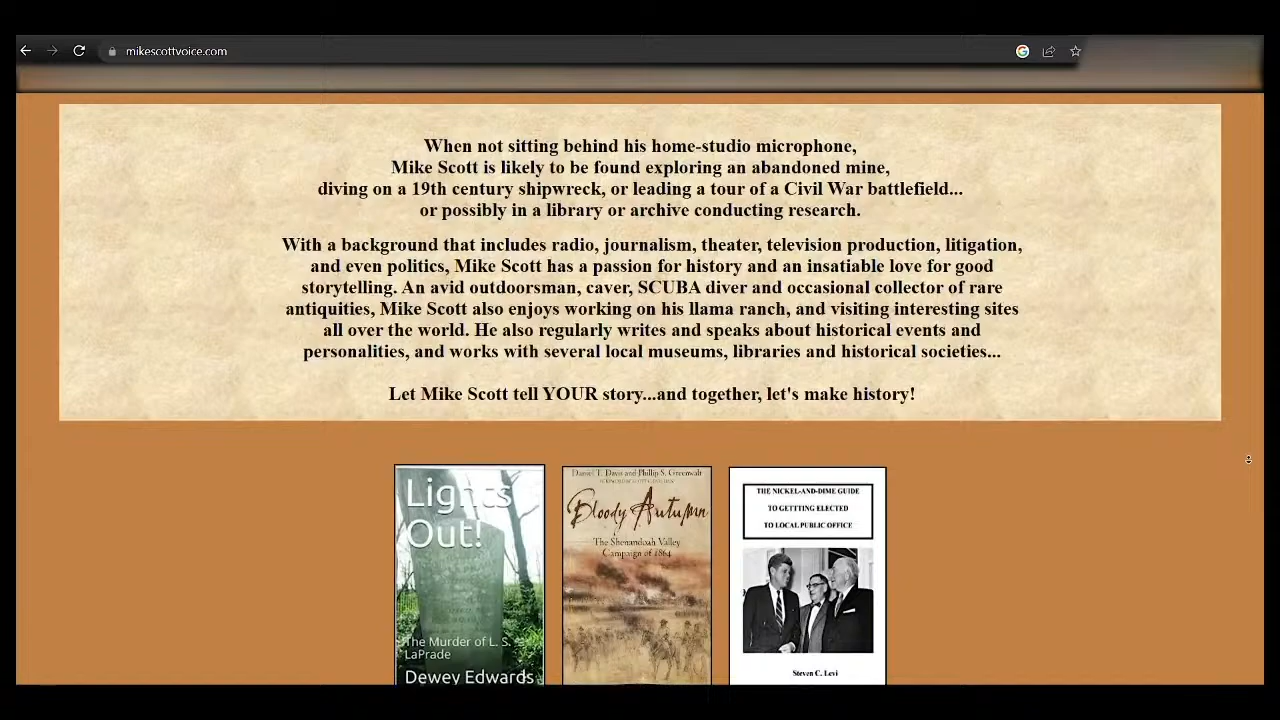 mikescottvoice.com
When not sitting behind his home-studio microphone,
Mike Scott is likely to be found exploring an abandoned mine,
diving on a 19th century shipwreck, or leading a tour of a Civil War battlefield...
or possibly in a library or archive conducting research.
With a background that includes radio, journalism, theater, television production, litigation,
and even politics, Mike Scott has a passion for history and an insatiable love for good
storytelling. An avid outdoorsman, caver, SCUBA diver and occasional collector of rare
antiquities, Mike Scott also enjoys working on his llama ranch, and visiting interesting sites
all over the world. He also regularly writes and speaks about historical events and
personalities, and works with several local museums, libraries and historical societies...
Let Mike Scott tell YOUR story...and together, let's make history!
Lights
Out!
The Murder of L. S.
LaPrade
Dewey Edwards
Daniel T. Davis and Phillip S. Greenwalt
Bloody Autumn
The Shenandoah Valley
Campaign of 1864
THE NICKEL-AND-DIME GUIDE
TO GETTTING ELECTED
TO LOCAL PUBLIC OFFICE
Steven C. Levi